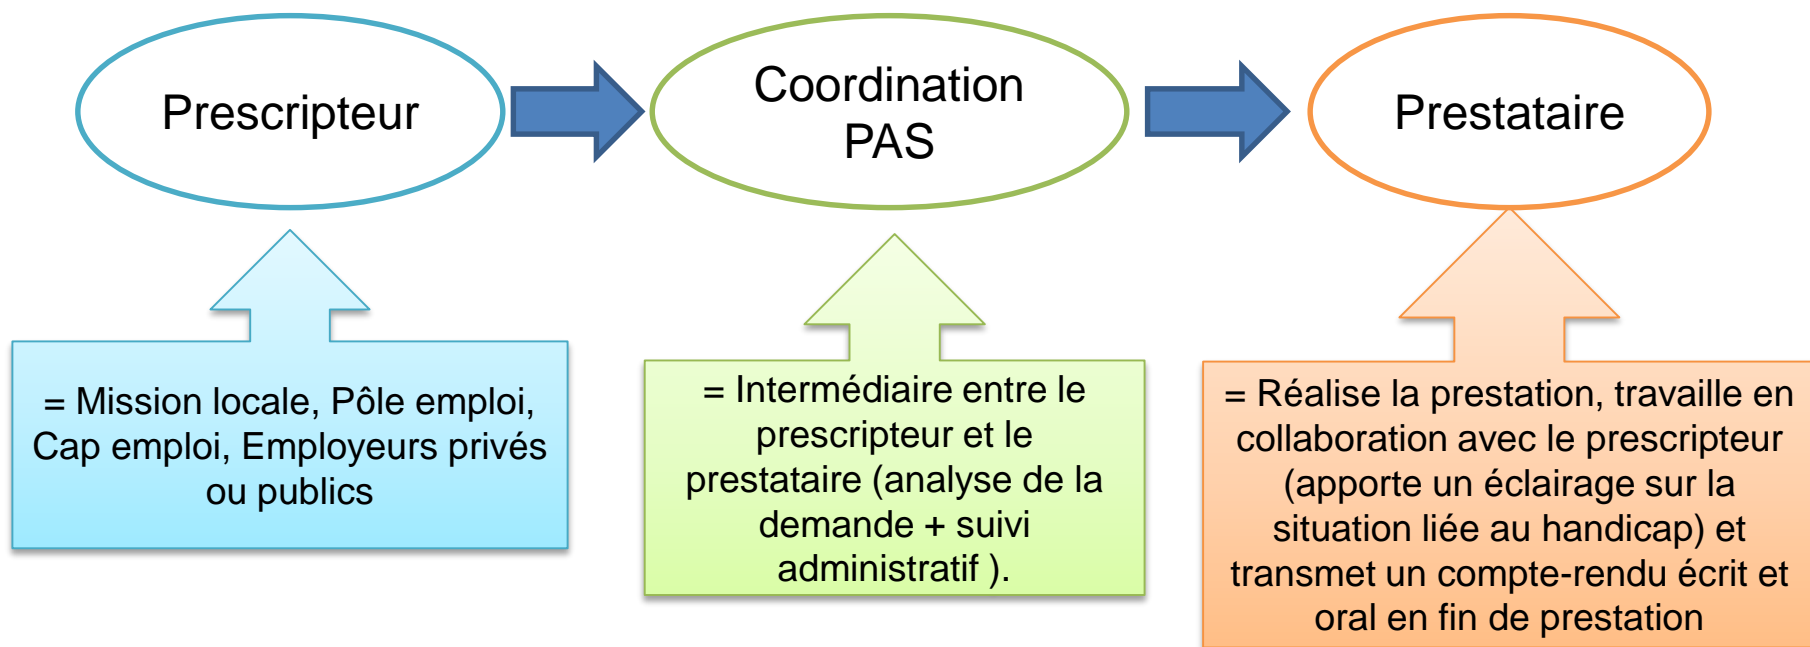 Prescripteur
Coordination
PAS
Prestataire
= Mission locale, Pôle emploi,
Cap emploi, Employeurs privés
ou publics
= Intermédiaire entre le
prescripteur et le
prestataire (analyse de la
demande + suivi
administratif ).
= Réalise la prestation, travaille en
collaboration avec le prescripteur
(apporte un éclairage sur la
situation liée au handicap) et
transmet un compte-rendu écrit et
oral en fin de prestation